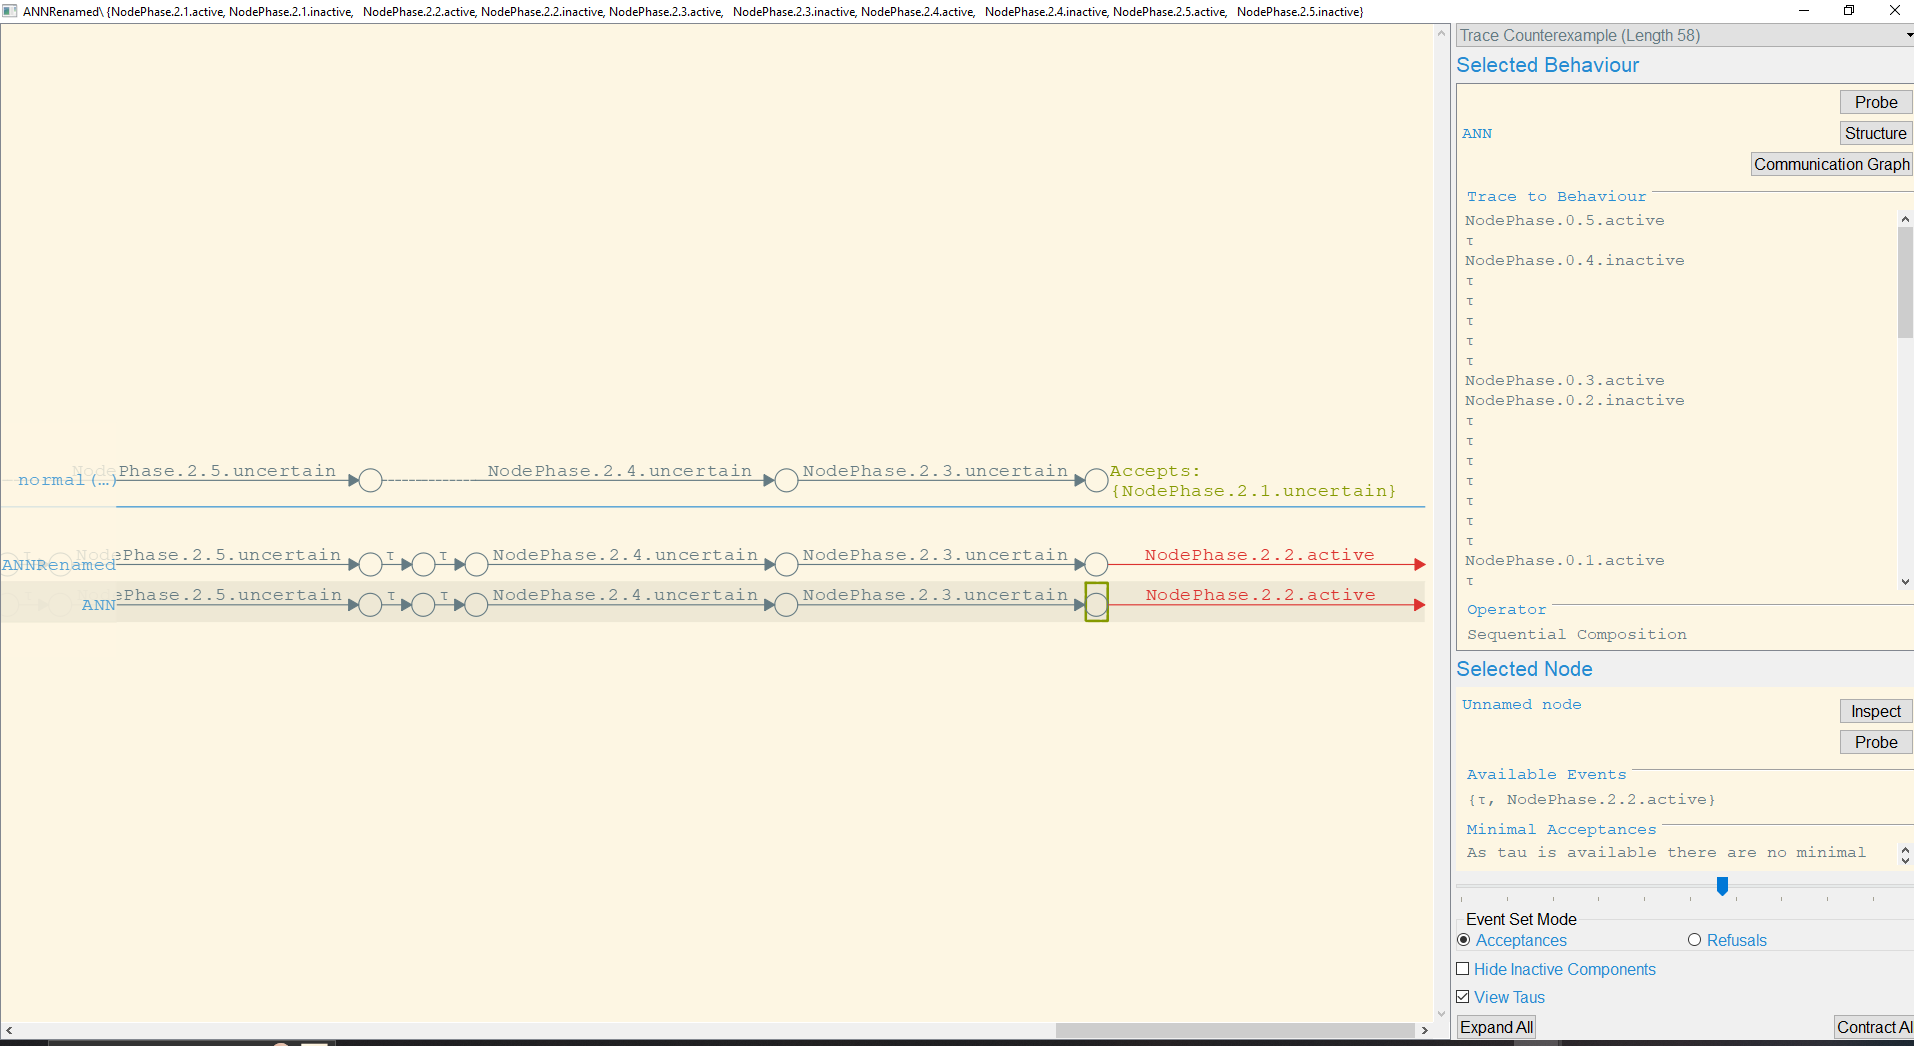 ANNRenamed\ {NodePhase.2.1.active, NodePhase.2.1.inactive, NodePhase.2.2.active, NodePhase.2.2.inactive, NodePhase.2.3.active, NodePhase.2.3.inactive, NodePhase.2.4.active, NodePhase.2.4.inactive, NodePhase.2.5.active, NodePhase.2.5.inactive}
NodePhase.2.5.uncertain NodePhase.2.4.uncertain NodePhase.2.3.uncertain Accepts:
normal(…) {NodePhase.2.1.uncertain}
τ NodePhase.2.5.uncertain τ τ NodePhase.2.4.uncertain NodePhase.2.3.uncertain NodePhase.2.2.active
ANNRenamed
NodePhase.2.5.uncertain τ τ NodePhase.2.4.uncertain NodePhase.2.3.uncertain NodePhase.2.2.active
ANN
Trace Counterexample (Length 58)
Selected Behaviour
Probe
ANN
Structure
Communication Graph
Trace to Behaviour
NodePhase.0.5.active
τ
NodePhase.0.4.inactive
τ
τ
τ
τ
τ
NodePhase.0.3.active
NodePhase.0.2.inactive
τ
τ
τ
τ
τ
τ
τ
NodePhase.0.1.active
τ
Operator
Sequential Composition
Selected Node
Unnamed node
Inspect
Probe
Available Events
{τ, NodePhase.2.2.active}
Minimal Acceptances
As tau is available there are no minimal
Event Set Mode
Acceptances
Refusals
Hide Inactive Components
View Taus
Expand All
Contract Al